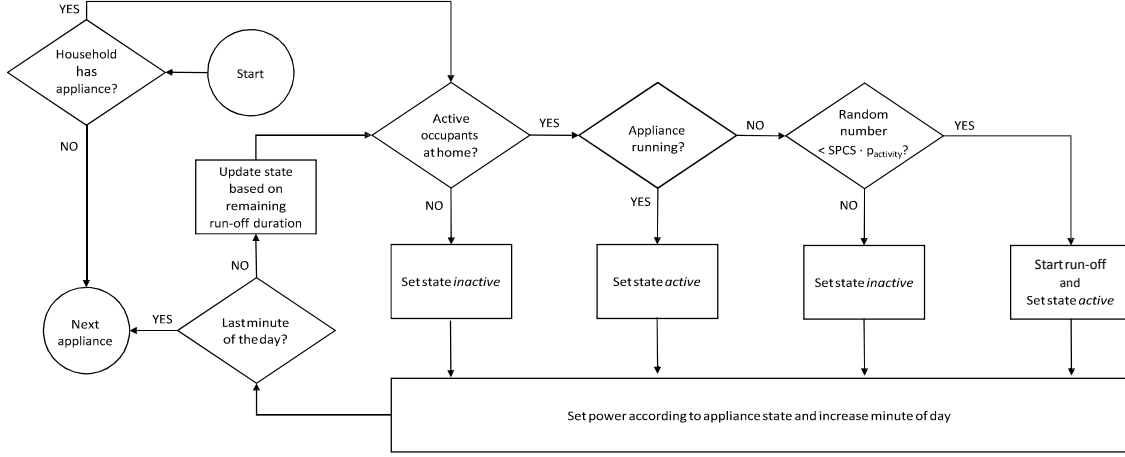 YES
Household
has
appliance?
Start
NO
Active
occupants
at home?
YES
Appliance
running?
NO
Random
number
< SPCS · pactivity?
YES
Update state
based on
remaining
run-off duration
NO
YES
NO
NO
Set state inactive
Set state active
Set state inactive
Start run-off
and
Set state active
Next
appliance
YES
Last minute
of the day?
Set power according to appliance state and increase minute of day